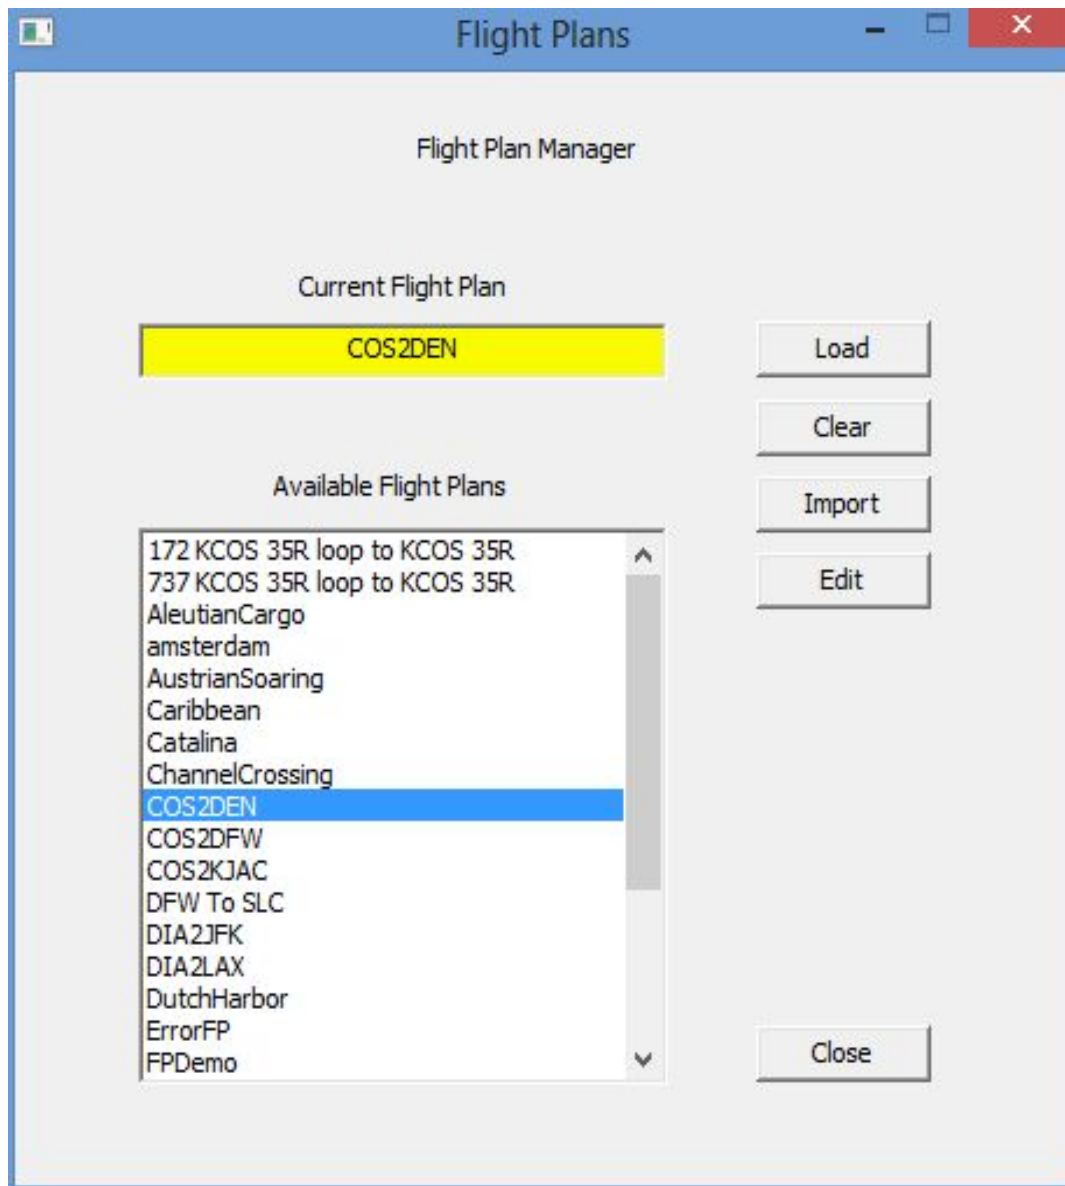 Flight Plans
Flight Plan Manager
Current Flight Plan
COS2DEN
Load
Clear
Available Flight Plans
Import
172 KCOS 35R loop to KCOS 35R
737 KCOS 35R loop to KCOS 35R
Edit
AleutianCargo
amsterdam
AustrianSoaring
Caribbean
Catalina
ChannelCrossing
COS2DEN
COS2DFW
COS2KJAC
DFW To SLC
DIA2JFK
DIA2LAX
DutchHarbor
ErrorFP
FPDemo
Close